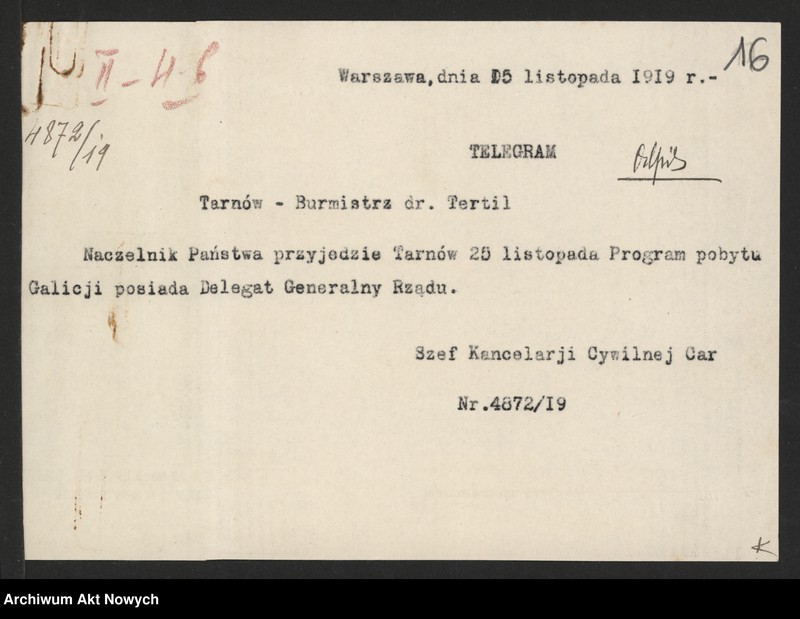 16
II-4.6
Warszawa,dnia 15 listopada 1919 r.-
4872/19
TELEGRAM
Tarnów - Burmistrz dr. Tertil
Naczelnik Państwa przyjedzie Tarnów 25 listopada Program pobytu
Galicji posiada Delegat Generalny Rządu.
Szef Kancelarji Cywilnej Car
Nr.4872/19
K
Archiwum Akt Nowych